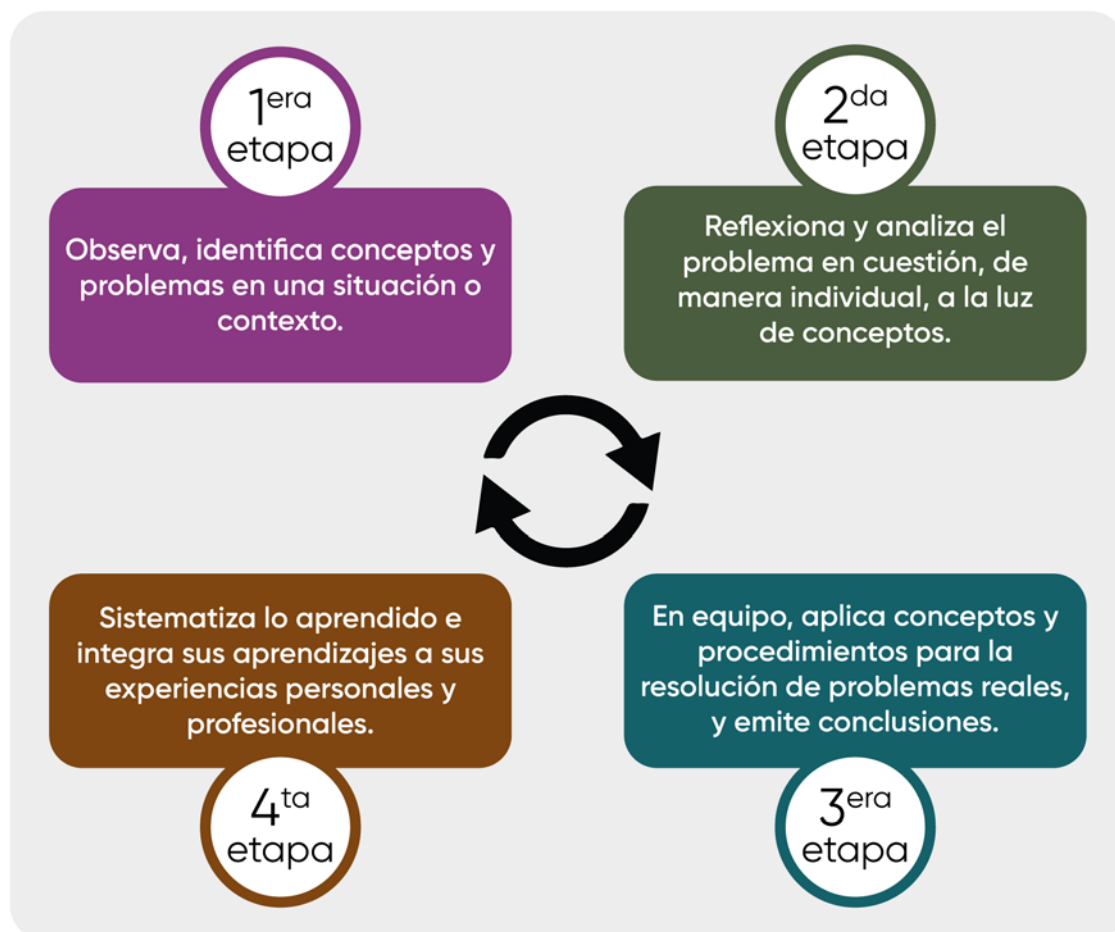 1era
etapa
Observa, identifica conceptos y
problemas en una situación o
contexto.
2da
etapa
Reflexiona y analiza el
problema en cuestión, de
manera individual, a la luz
de conceptos.
En equipo, aplica conceptos y
procedimientos para la
resolución de problemas reales,
y emite conclusiones.
3era
etapa
Sistematiza lo aprendido e
integra sus aprendizajes a sus
experiencias personales y
profesionales.
4ta
etapa